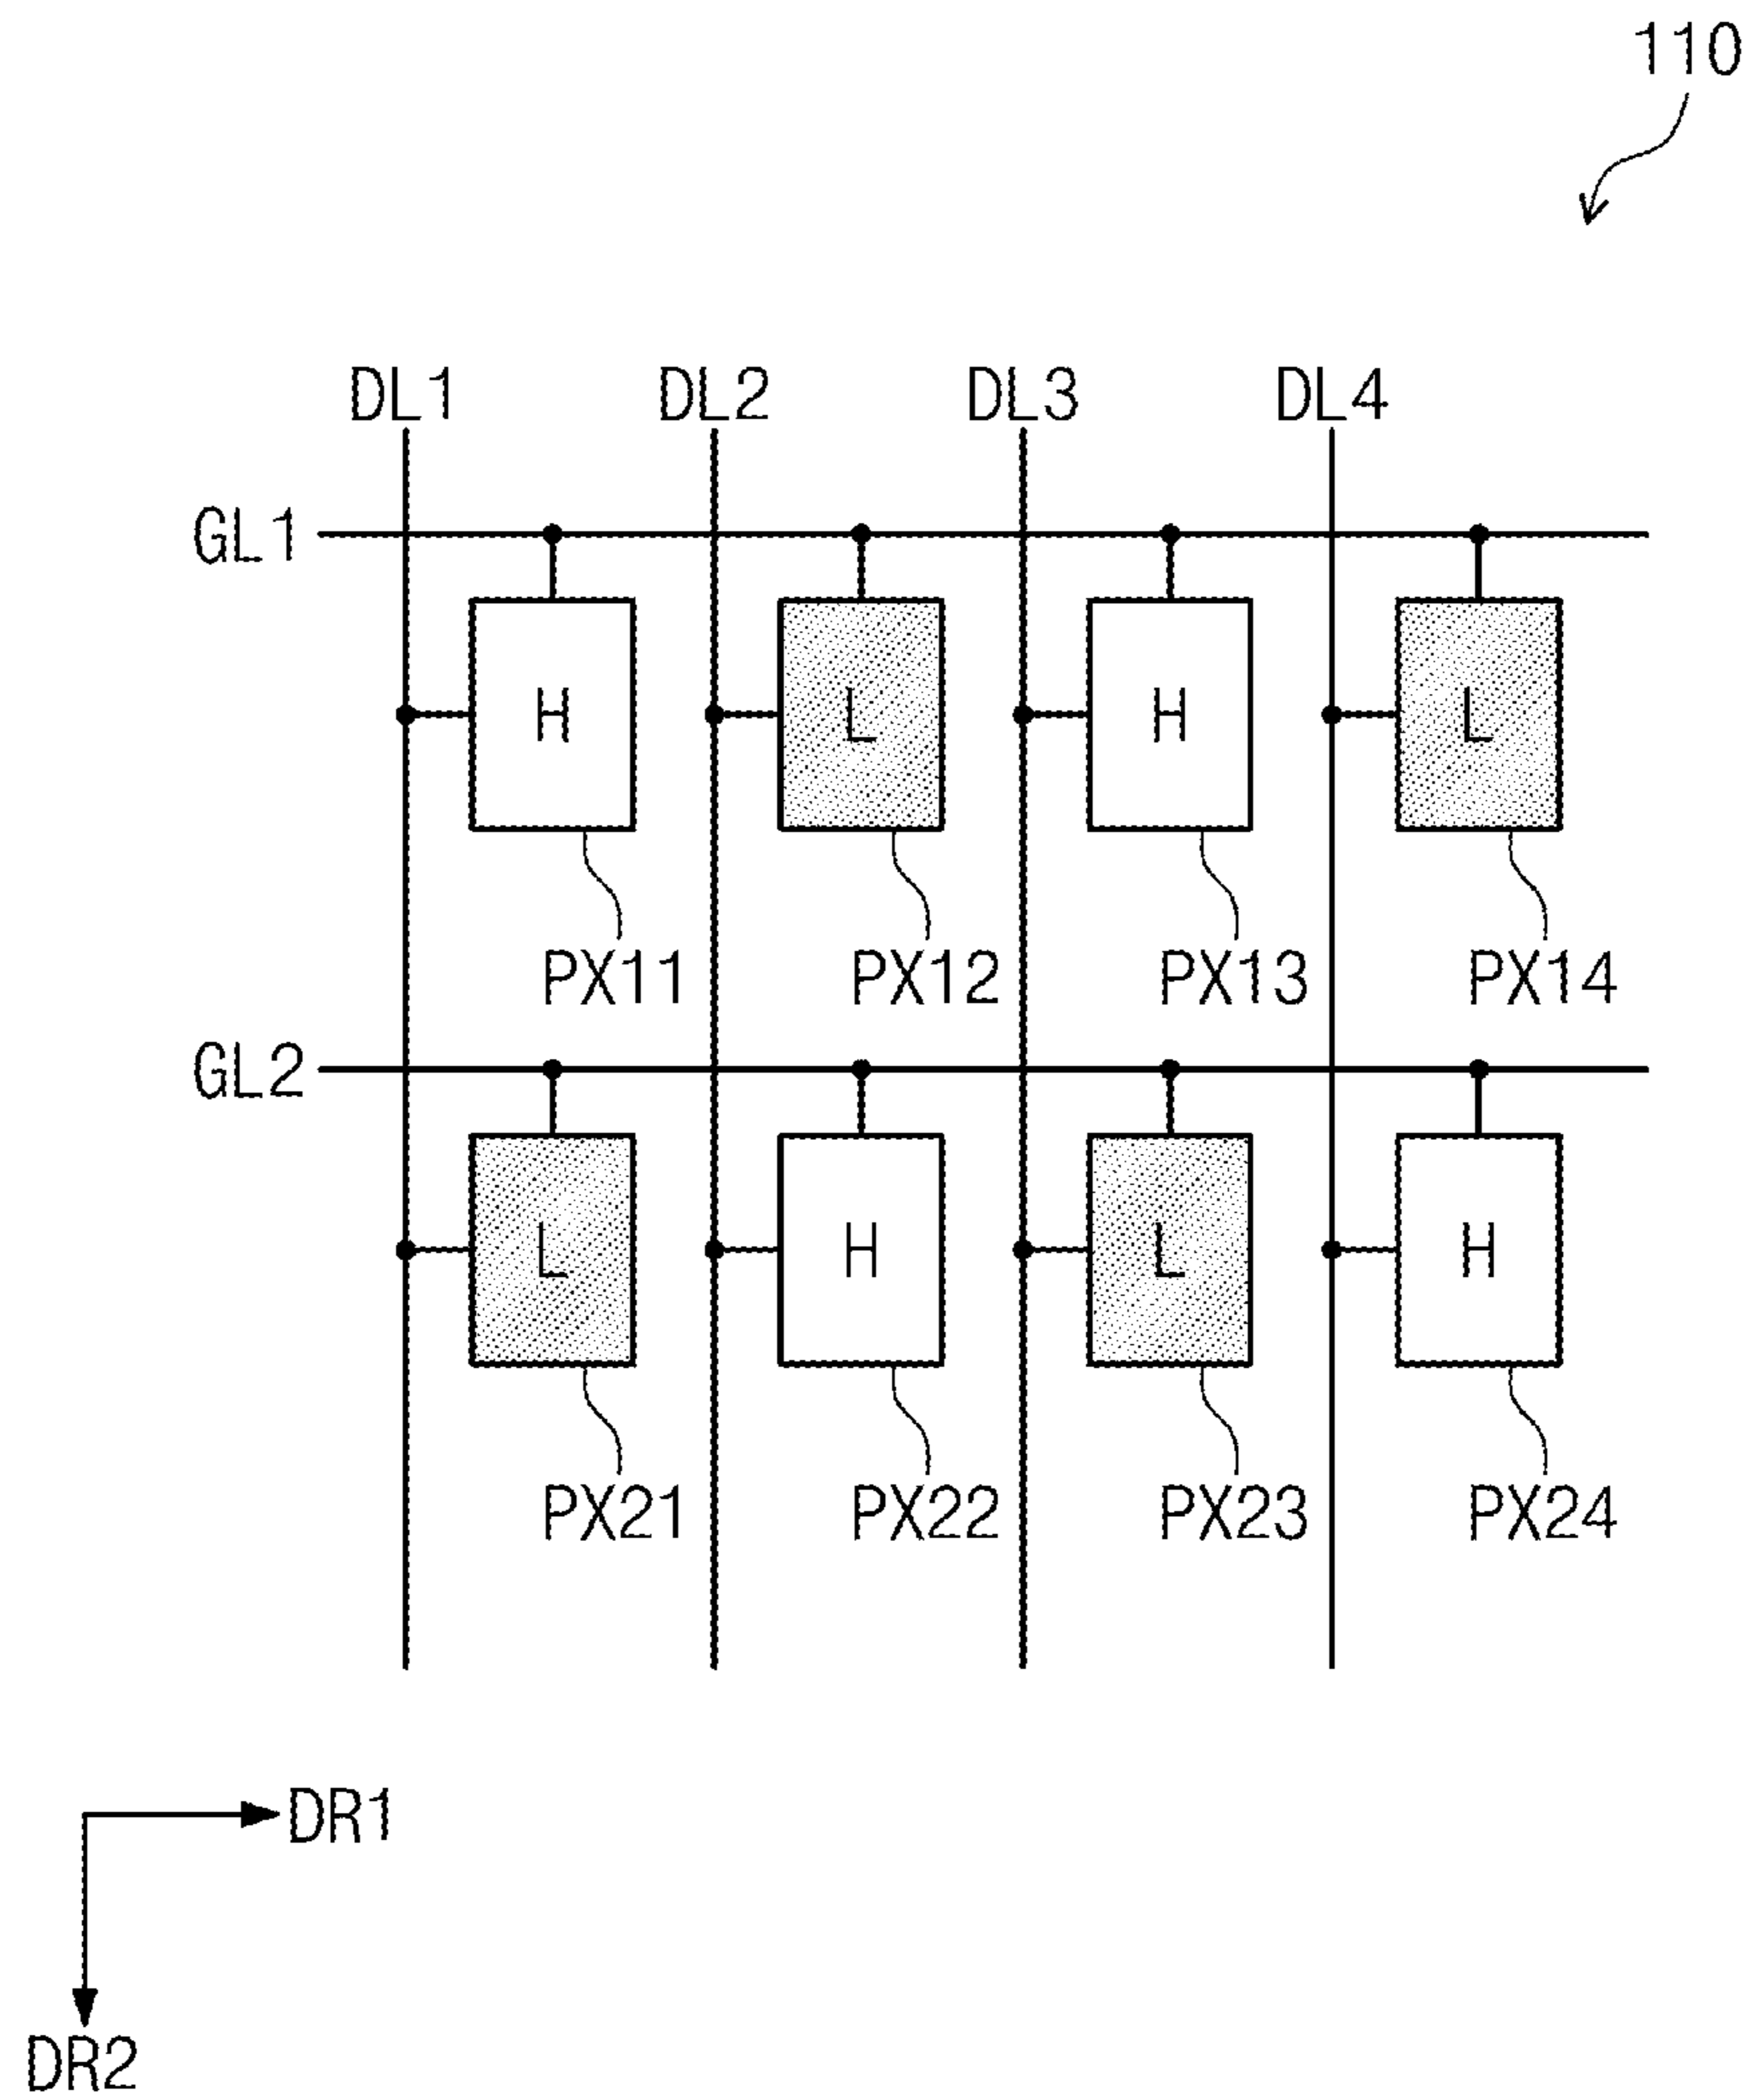 110
DL1 DL2 DL3 DL4
GL1
H L H L
PX11 PX12 PX13 PX14
GL2
L H L H
PX21 PX22 PX23 PX24
DR1
DR2